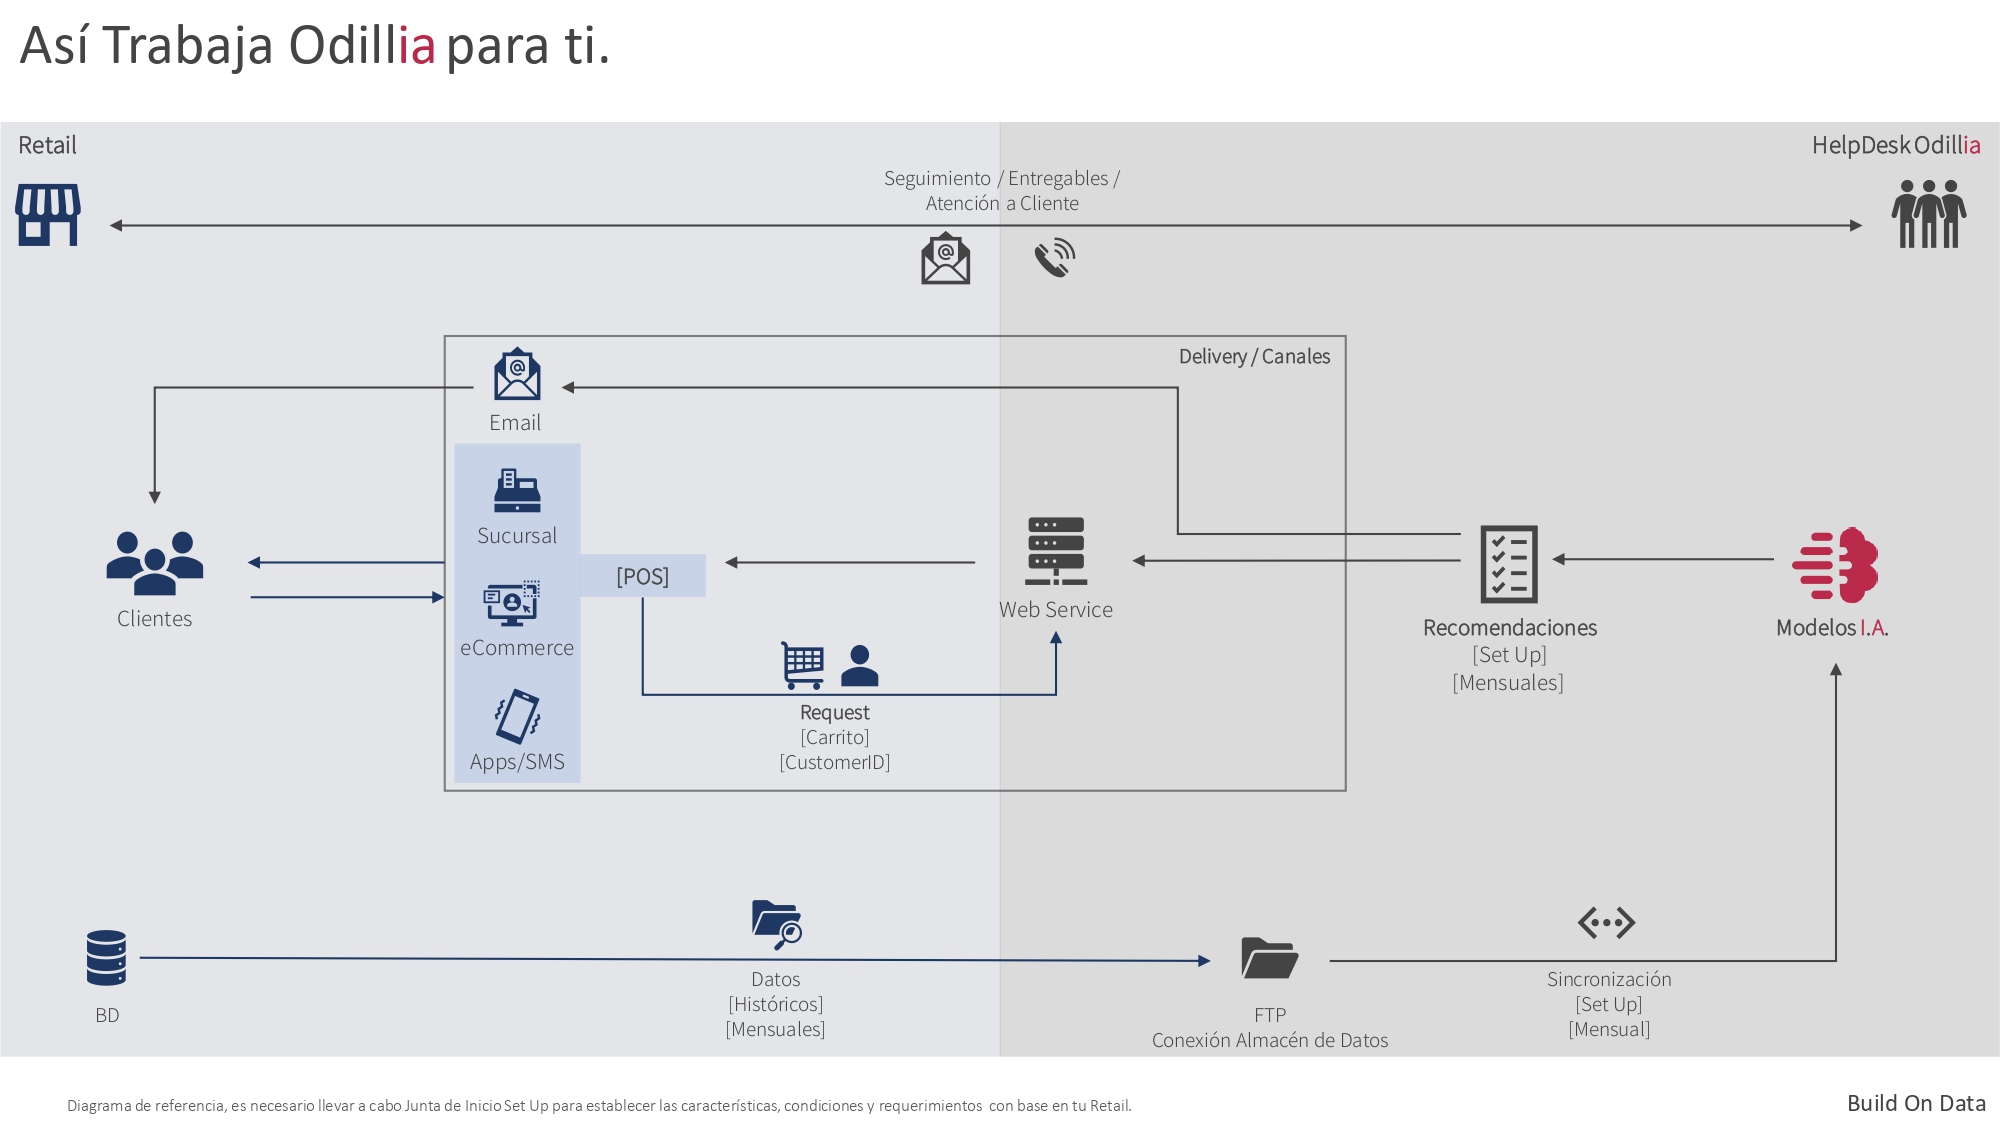 Así Trabaja Odillia para ti.
Retail
HelpDesk Odillia
Seguimiento / Entregables /
Atención a Cliente
Delivery / Canales
Email
Sucursal
[POS]
eCommerce
Apps/SMS
Clientes
Web Service
Request
[Carrito]
[CustomerID]
Recomendaciones
[Set Up]
[Mensuales]
Modelos I.A.
BD
Datos
[Históricos]
[Mensuales]
FTP
Conexión Almacén de Datos
Sincronización
[Set Up]
[Mensual]
Diagrama de referencia, es necesario llevar a cabo Junta de Inicio Set Up para establecer las características, condiciones y requerimientos con base en tu Retail.
Build On Data